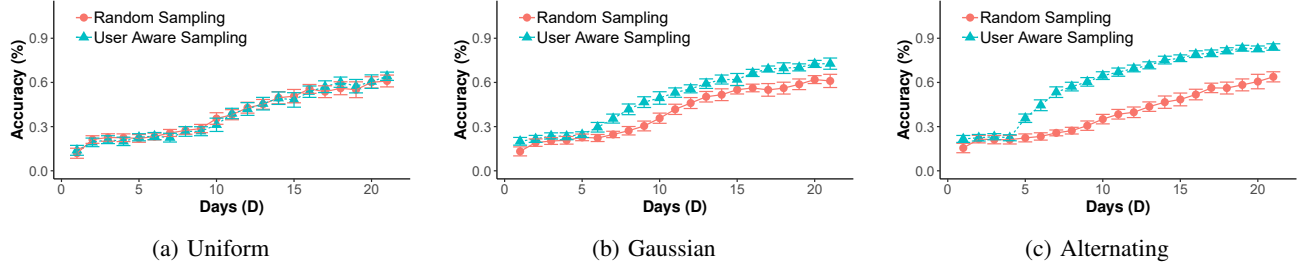 Random Sampling
User Aware Sampling
Accuracy (%)
0.9
0.6
0.3
0.0
0 5 10 15 20
Days (D)
(a) Uniform
Random Sampling
User Aware Sampling
Accuracy (%)
0.9
0.6
0.3
0.0
0 5 10 15 20
Days (D)
(b) Gaussian
Random Sampling
User Aware Sampling
Accuracy (%)
0.9
0.6
0.3
0.0
0 5 10 15 20
Days (D)
(c) Alternating